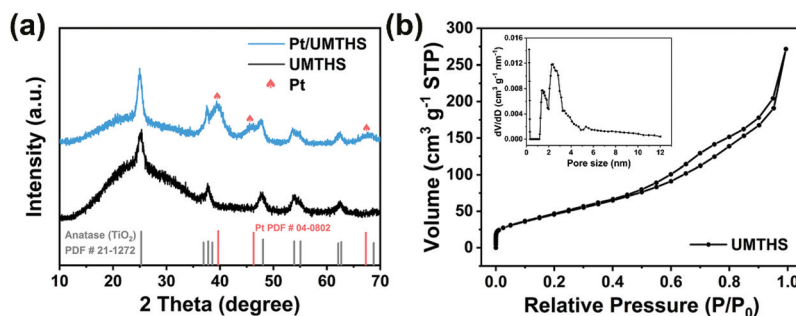 (a)
Pt/UMTHS
UMTHS
Pt
Intensity (a.u.)
Anatase (TiO₂)
PDF # 21-1272
Pt PDF # 04-0802
10 20 30 40 50 60 70
2 Theta (degree)
(b)
300
250
200
150
100
50
0
Volume (cm³ g⁻¹ STP)
0.016
0.012
0.008
0.004
0.000
dV/dD (cm³ g⁻¹ nm⁻¹)
0 2 4 6 8 10 12
Pore size (nm)
UMTHS
0.0 0.2 0.4 0.6 0.8 1.0
Relative Pressure (P/P₀)